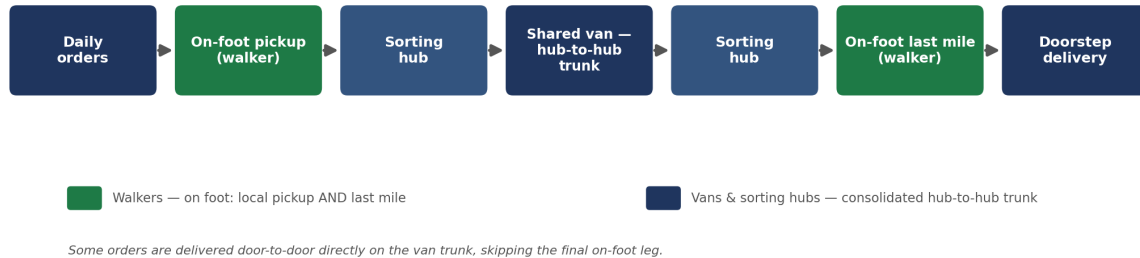 Daily
orders
On-foot pickup
(walker)
Sorting
hub
Shared van —
hub-to-hub
trunk
Sorting
hub
On-foot last mile
(walker)
Doorstep
delivery
Walkers — on foot: local pickup AND last mile
Vans & sorting hubs — consolidated hub-to-hub trunk
Some orders are delivered door-to-door directly on the van trunk, skipping the final on-foot leg.